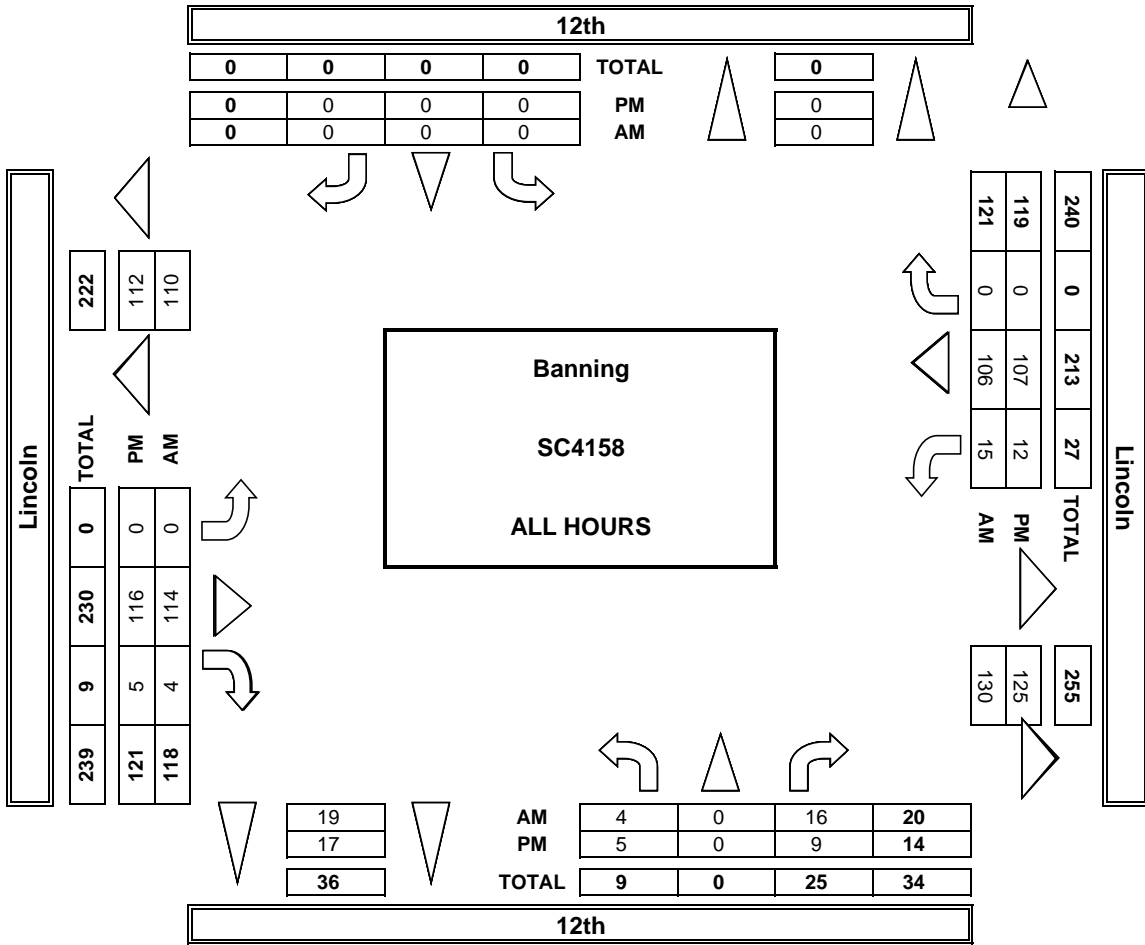 12th
0 0 0 0 TOTAL 0
0 0 0 0 PM 0
0 0 0 0 AM 0
Lincoln
222
112
110
TOTAL
PM
AM
0 230 9 239
0 116 5 121
0 114 4 118
Banning
SC4158
ALL HOURS
121 0 106 15 AM
119 0 107 12 PM
240 0 213 27 TOTAL
130
125
255
Lincoln
19 AM 4 0 16 20
17 PM 5 0 9 14
36 TOTAL 9 0 25 34
12th